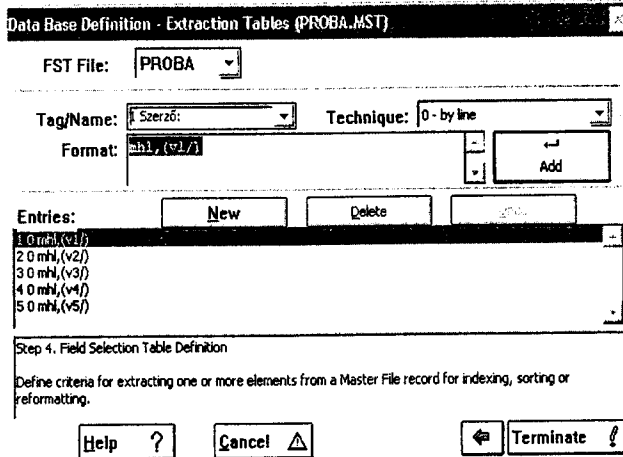 Data Base Definition - Extraction Tables (PROBA.MST)
FST File: PROBA
Tag/Name: 1 Szerző: Technique: 0 - by line
Format: mhl,(v1/)
Add
Entries: New Delete
1 0 mhl,(v1/)
2 0 mhl,(v2/)
3 0 mhl,(v3/)
4 0 mhl,(v4/)
5 0 mhl,(v5/)
Step 4. Field Selection Table Definition
Define criteria for extracting one or more elements from a Master File record for indexing, sorting or
reformatting.
Help ? Cancel Terminate